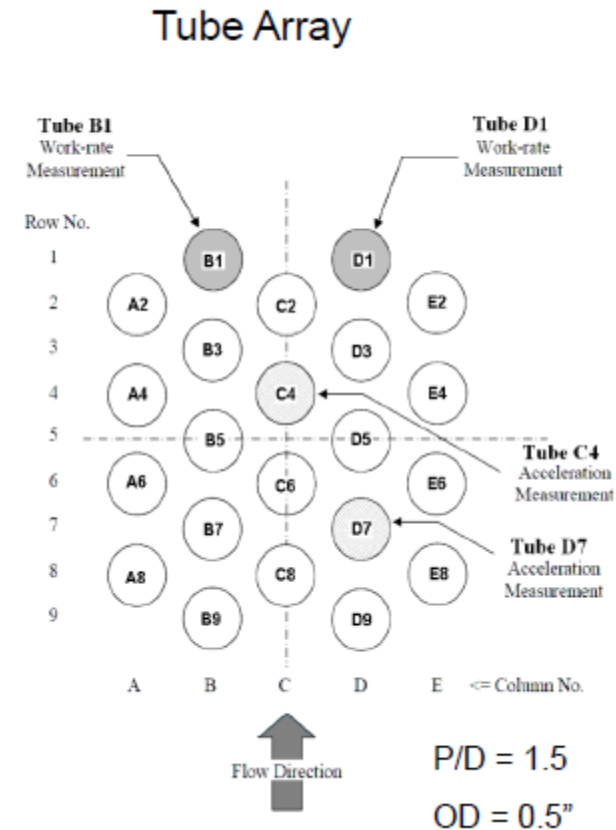 Tube Array
Tube B1
Work-rate
Measurement
Tube D1
Work-rate
Measurement
Row No.
1
B1
D1
2
A2
C2
E2
3
B3
D3
4
A4
C4
E4
5
B5
D5
Tube C4
Acceleration
Measurement
6
A6
C6
E6
7
B7
D7
Tube D7
Acceleration
Measurement
8
A8
C8
E8
9
B9
D9
A B C D E <= Column No.
Flow Direction
P/D = 1.5
OD = 0.5”